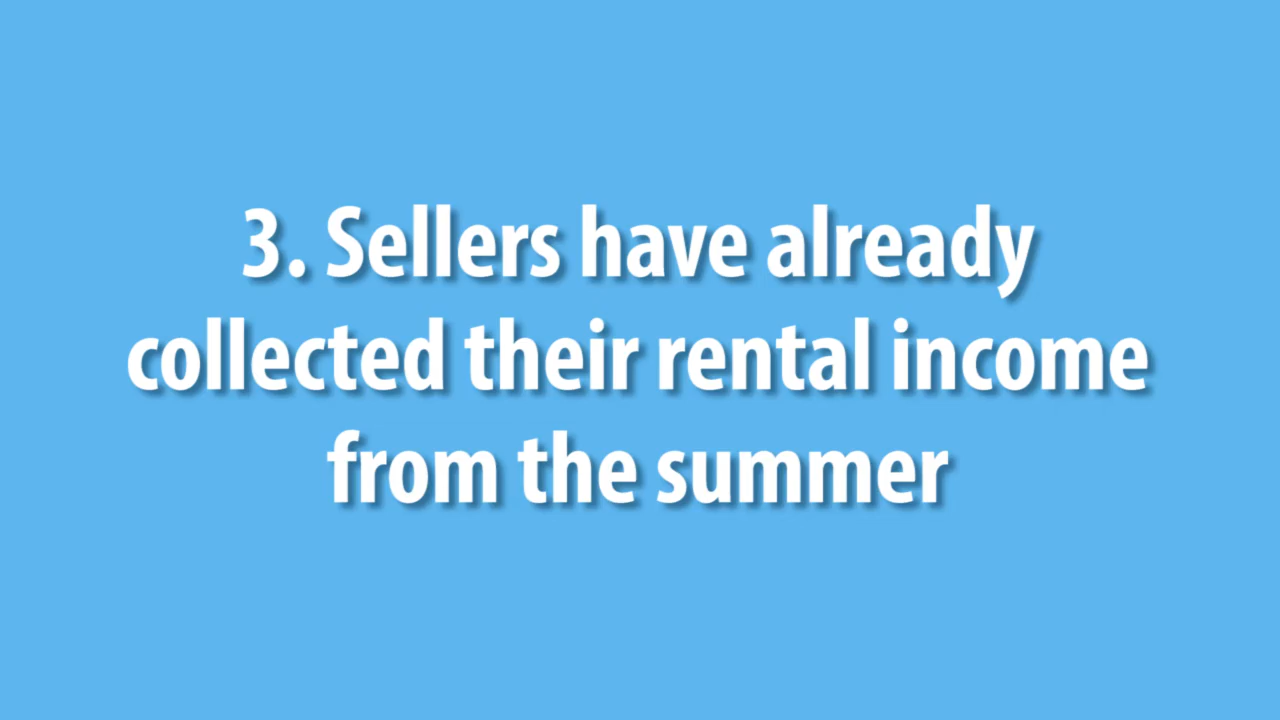 3. Sellers have already
collected their rental income
from the summer